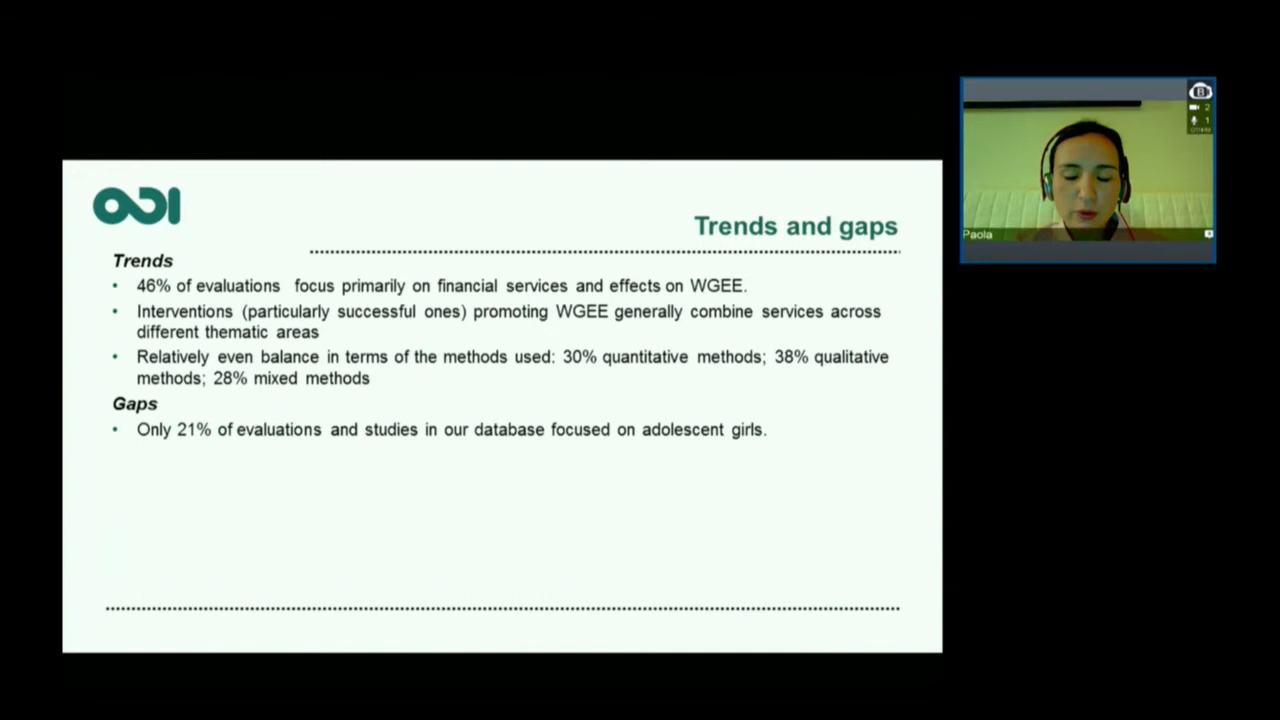 ODI
Trends and gaps
Trends
• 46% of evaluations focus primarily on financial services and effects on WGEE.
• Interventions (particularly successful ones) promoting WGEE generally combine services across
different thematic areas
• Relatively even balance in terms of the methods used: 30% quantitative methods; 38% qualitative
methods; 28% mixed methods
Gaps
• Only 21% of evaluations and studies in our database focused on adolescent girls.
B
2
1
Paola